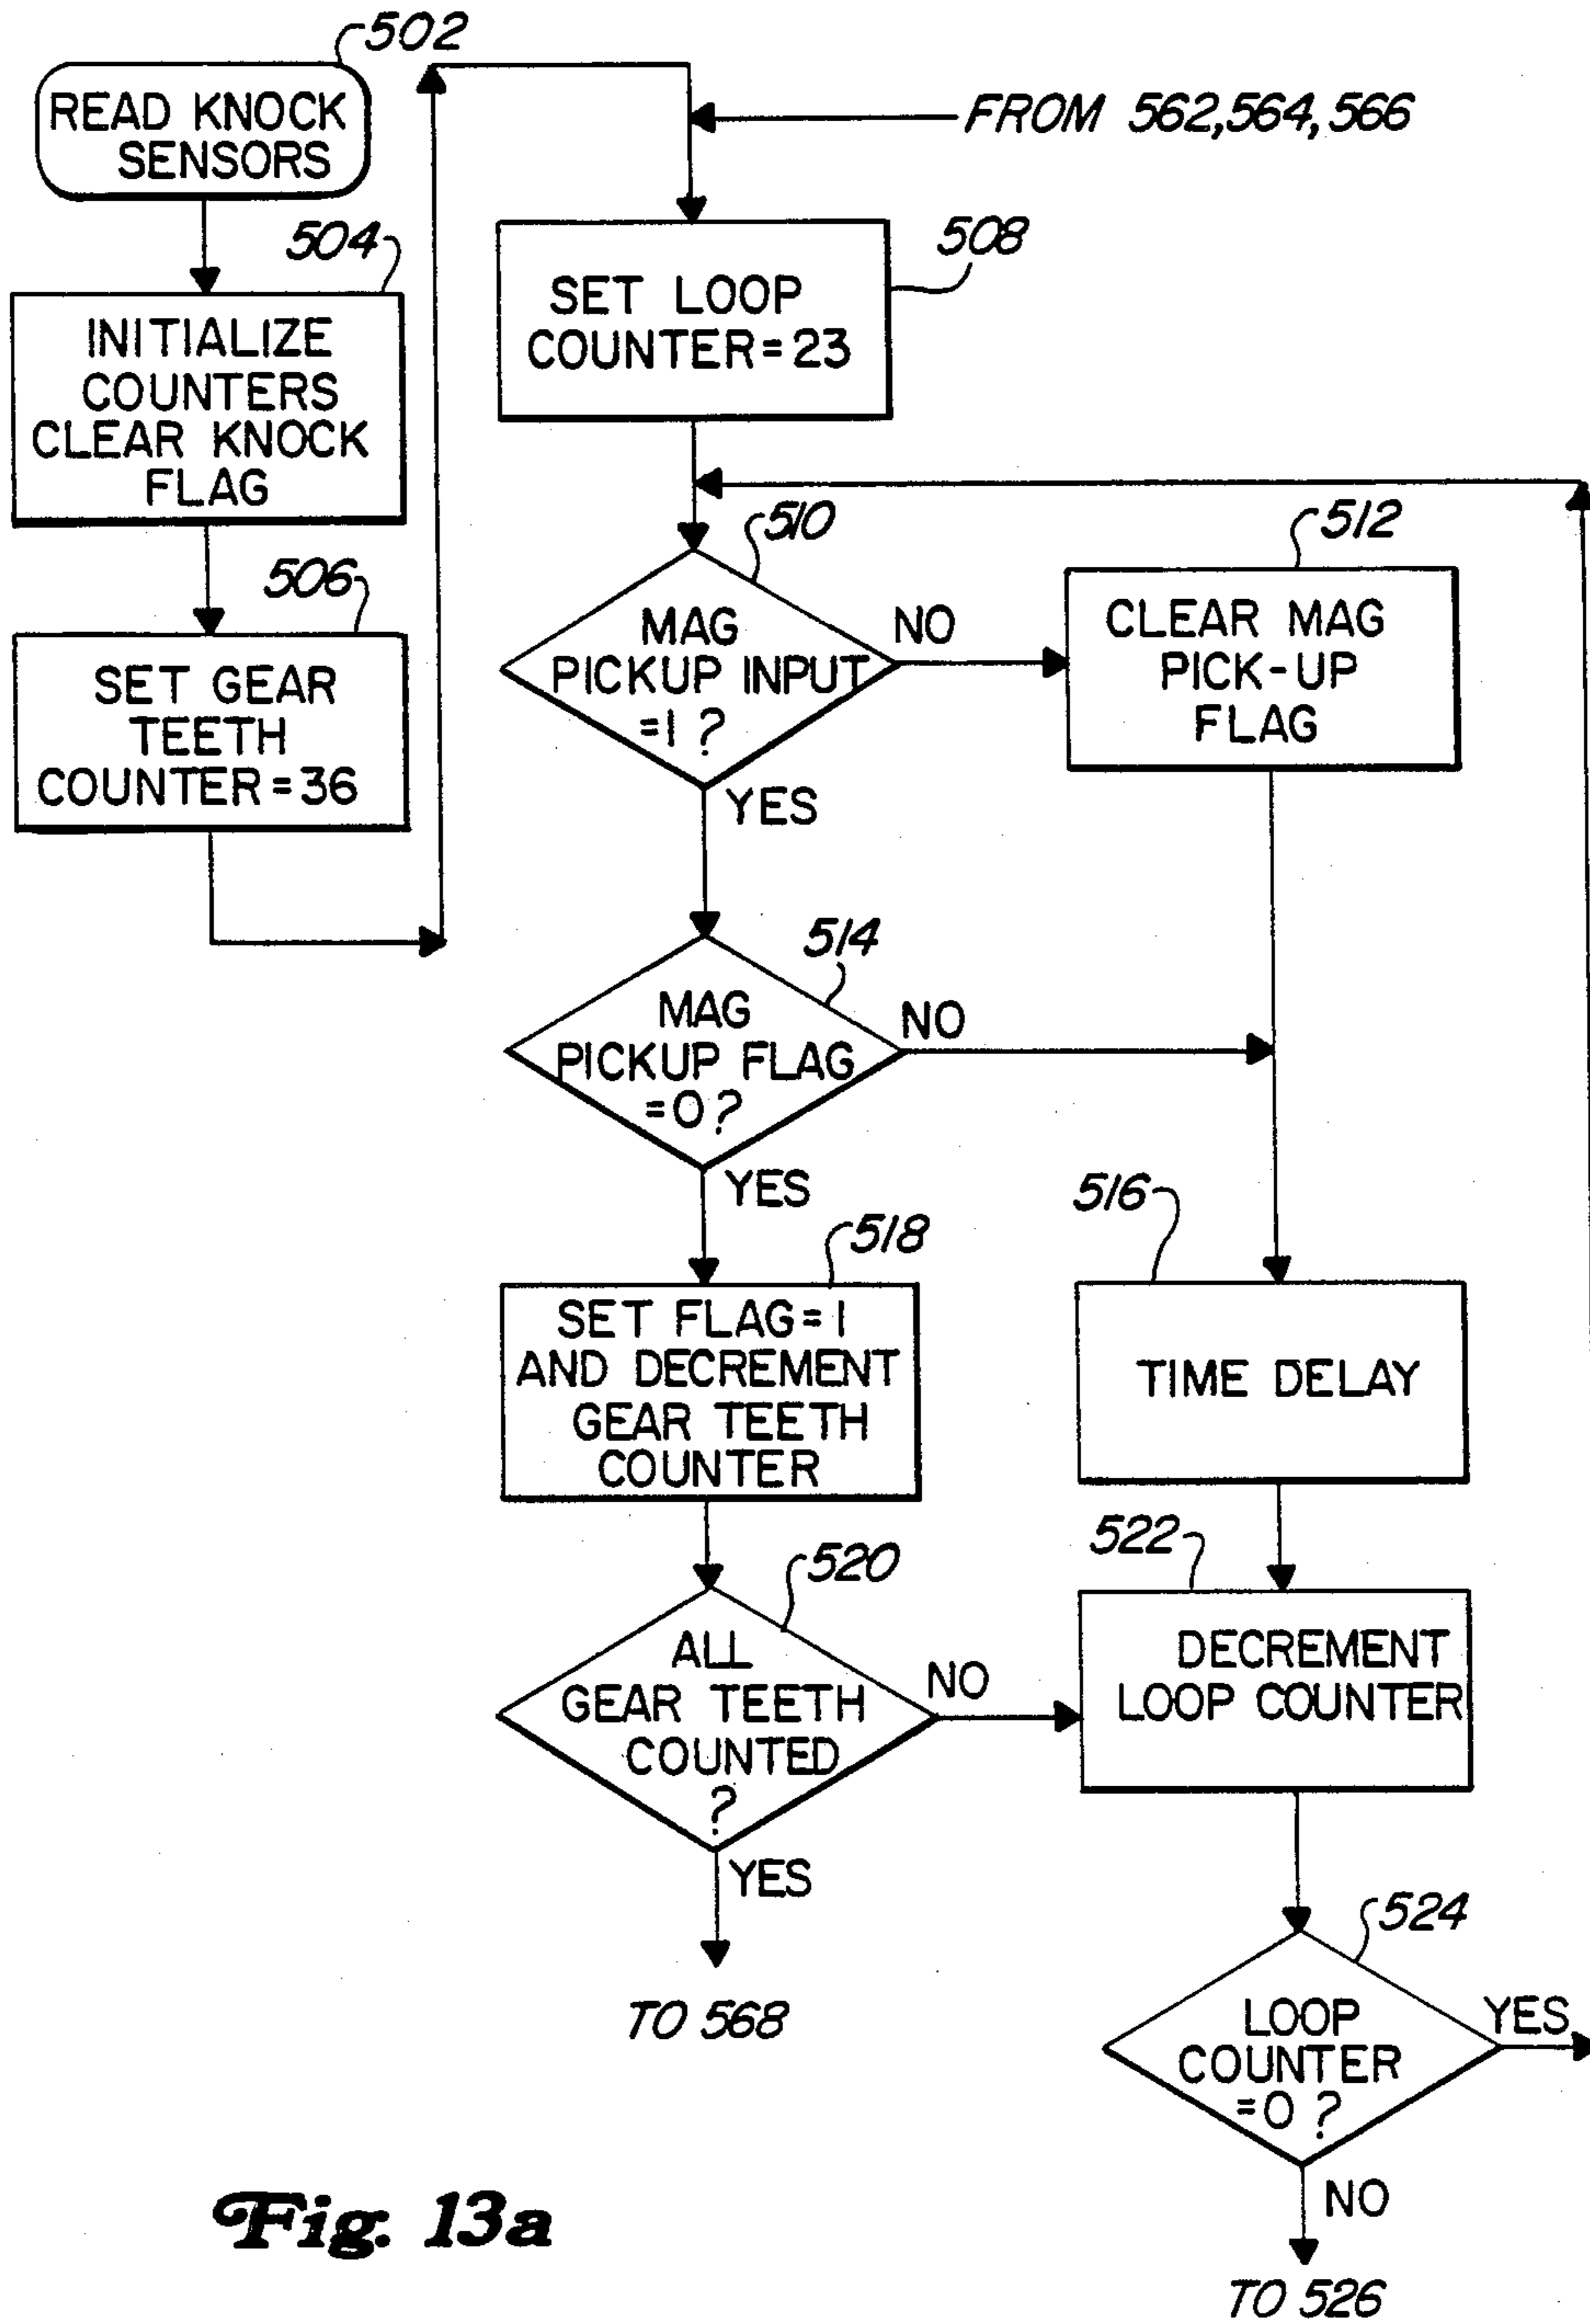 502
READ KNOCK
SENSORS
504
INITIALIZE
COUNTERS
CLEAR KNOCK
FLAG
506
SET GEAR
TEETH
COUNTER=36
FROM 562,564,566
508
SET LOOP
COUNTER=23
510
MAG
PICKUP INPUT
=1 ?
NO
YES
512
CLEAR MAG
PICK-UP
FLAG
514
MAG
PICKUP FLAG
=0 ?
NO
YES
516
TIME DELAY
518
SET FLAG=1
AND DECREMENT
GEAR TEETH
COUNTER
520
ALL
GEAR TEETH
COUNTED
?
NO
YES
TO 568
522
DECREMENT
LOOP COUNTER
524
LOOP
COUNTER
=0 ?
YES
NO
TO 526
Fig. 13a